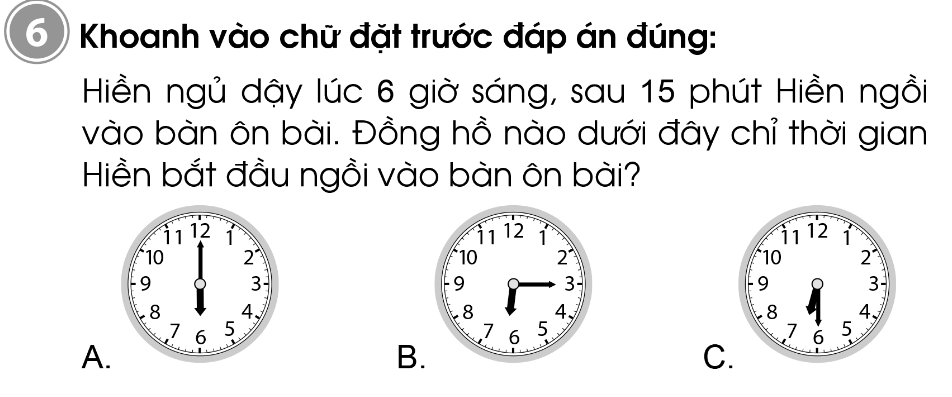 6 Khoanh vào chữ đặt trước đáp án đúng:
Hiền ngủ dậy lúc 6 giờ sáng, sau 15 phút Hiền ngồi
vào bàn ôn bài. Đồng hồ nào dưới đây chỉ thời gian
Hiền bắt đầu ngồi vào bàn ôn bài?
A.
12 1 2 3 4 5 6 7 8 9 10 11
B.
12 1 2 3 4 5 6 7 8 9 10 11
C.
12 1 2 3 4 5 6 7 8 9 10 11